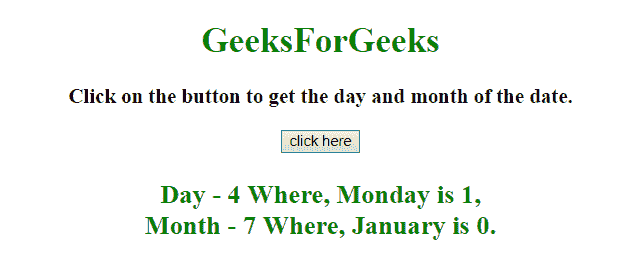 GeeksForGeeks
Click on the button to get the day and month of the date.
click here
Day - 4 Where, Monday is 1,
Month - 7 Where, January is 0.